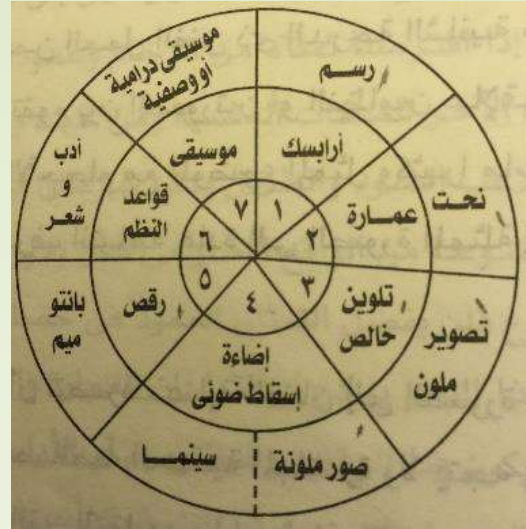 موسيقى درامية
أو وصفية
رسم
أدب
و
شعر
قواعد
النظم
موسيقى
أرابسك
عمارة
نحت
٧
١
٦
٢
٥
٣
٤
بانتو
ميم
رقص
تلوين
خالص
تصوير
ملون
إضاءة
إسقاط ضوئى
سينما
صور ملونة